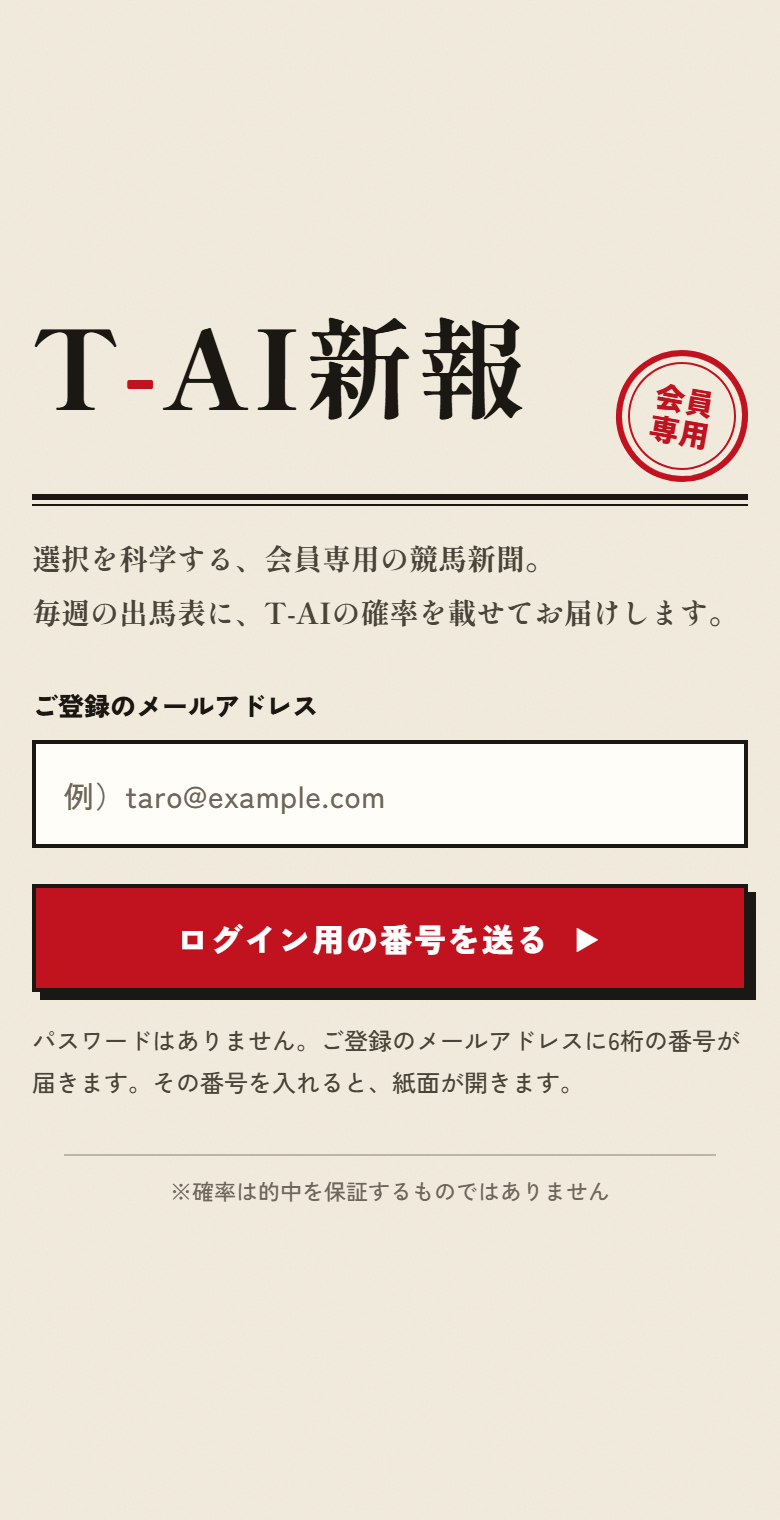 T-AI新報
会員
専用
選択を科学する、会員専用の競馬新聞。
毎週の出馬表に、T-AIの確率を載せてお届けします。
ご登録のメールアドレス
例）taro@example.com
ログイン用の番号を送る ▶
パスワードはありません。ご登録のメールアドレスに6桁の番号が
届きます。その番号を入れると、紙面が開きます。
※確率は的中を保証するものではありません